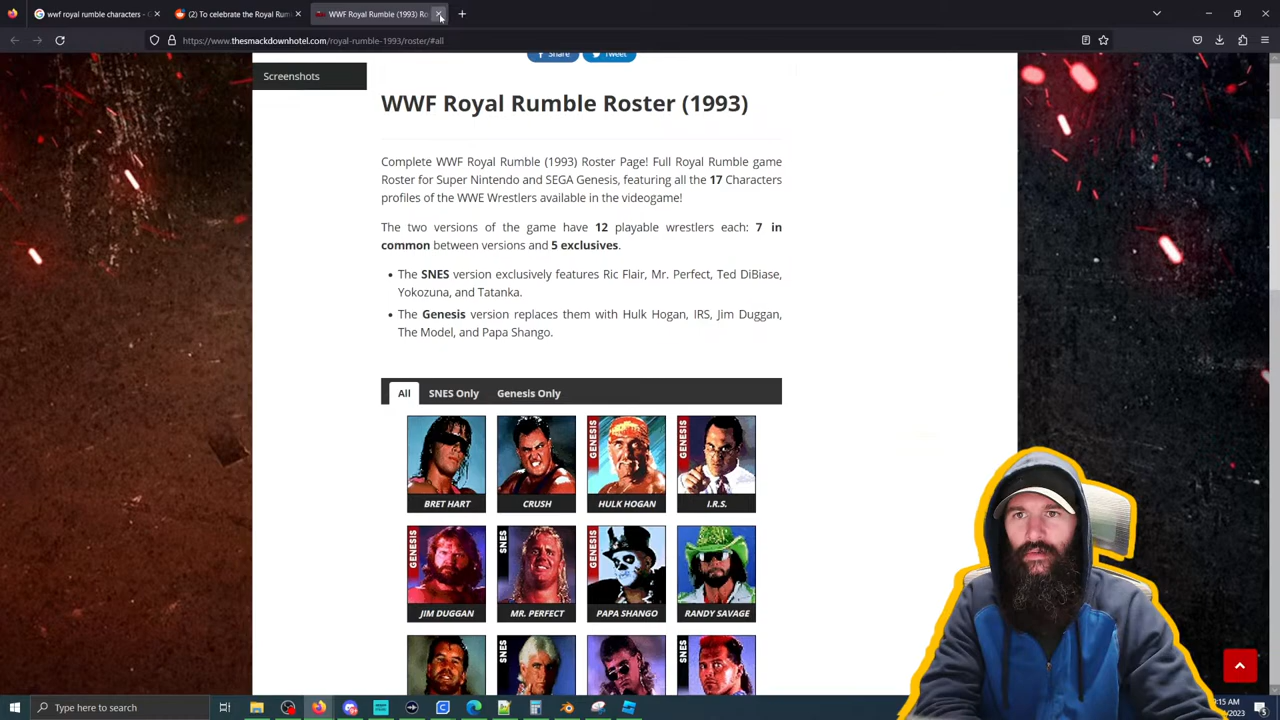 wwf royal rumble characters - G
(2) To celebrate the Royal Rum
WWF Royal Rumble (1993) Ro
https://www.thesmackdownhotel.com/royal-rumble-1993/roster/#all
Share
Tweet
Screenshots
WWF Royal Rumble Roster (1993)
Complete WWF Royal Rumble (1993) Roster Page! Full Royal Rumble game
Roster for Super Nintendo and SEGA Genesis, featuring all the 17 Characters
profiles of the WWE Wrestlers available in the videogame!
The two versions of the game have 12 playable wrestlers each: 7 in
common between versions and 5 exclusives.
• The SNES version exclusively features Ric Flair, Mr. Perfect, Ted DiBiase,
Yokozuna, and Tatanka.
• The Genesis version replaces them with Hulk Hogan, IRS, Jim Duggan,
The Model, and Papa Shango.
All
SNES Only
Genesis Only
GENESIS
GENESIS
BRET HART
CRUSH
HULK HOGAN
I.R.S.
GENESIS
SNES
GENESIS
JIM DUGGAN
MR. PERFECT
PAPA SHANGO
RANDY SAVAGE
SNES
SNES
Type here to search
:15 AM
/2023